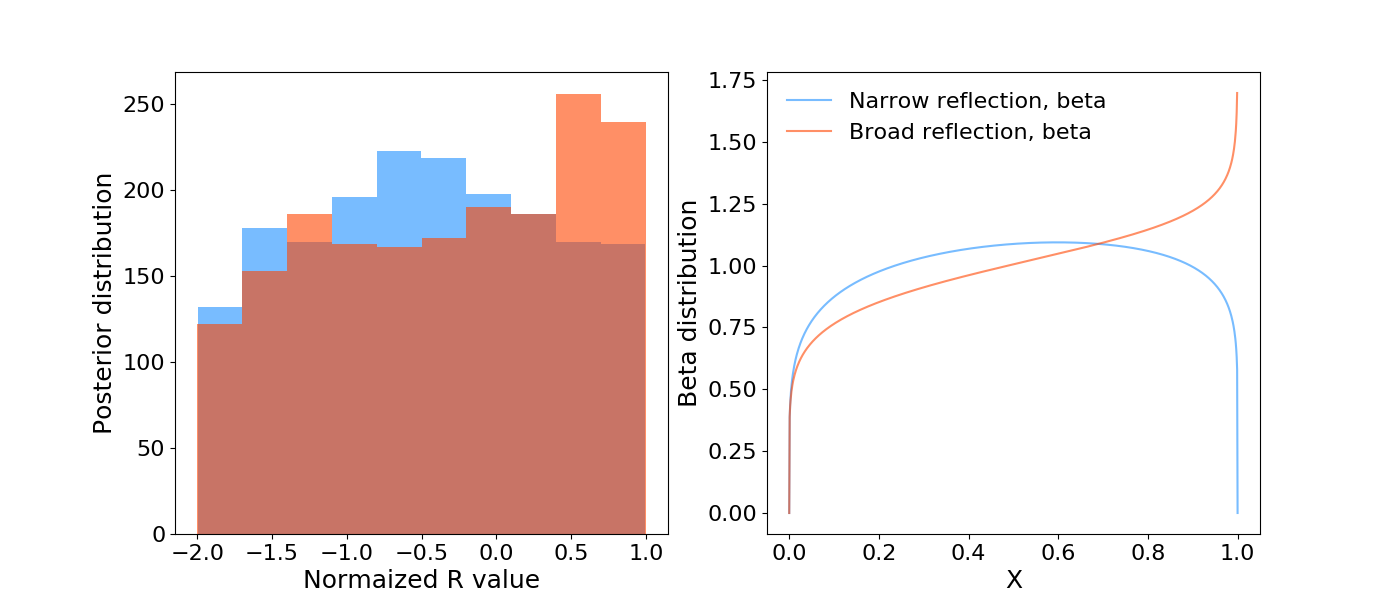 Posterior distribution
250
200
150
100
50
0
−2.0 −1.5 −1.0 −0.5 0.0 0.5 1.0
Normaized R value
Beta distribution
1.75
1.50
1.25
1.00
0.75
0.50
0.25
0.00
Narrow reflection, beta
Broad reflection, beta
0.0 0.2 0.4 0.6 0.8 1.0
X